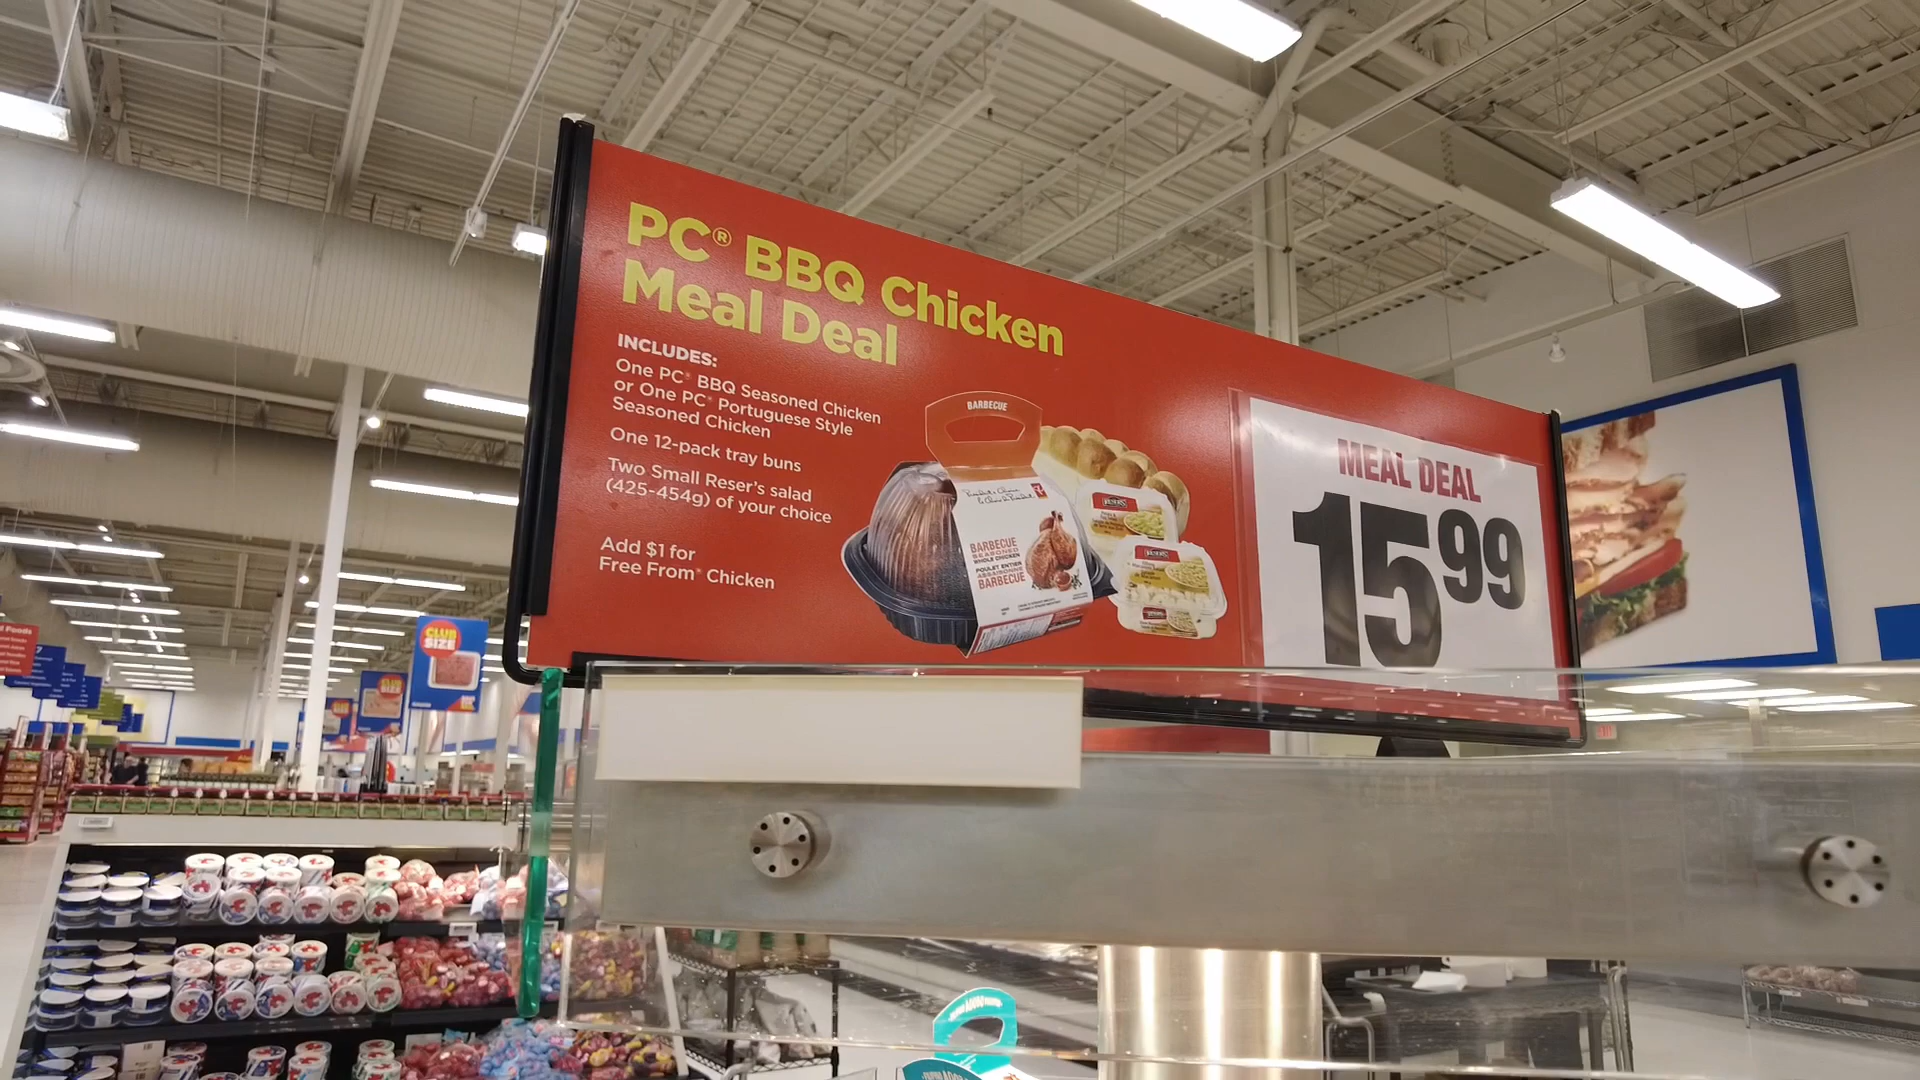 PC® BBQ Chicken
Meal Deal
INCLUDES:
One PC® BBQ Seasoned Chicken
or One PC® Portuguese Style
Seasoned Chicken
One 12-pack tray buns
Two Small Reser's salad
(425-454g) of your choice
Add $1 for
Free From® Chicken
BARBECUE
BARBECUE
SEASONED
WHOLE CHICKEN
POULET ENTIER
ASSAISONNÉ
BARBECUE
MEAL DEAL
15 99
CLUB
SIZE
CLUB
SIZE